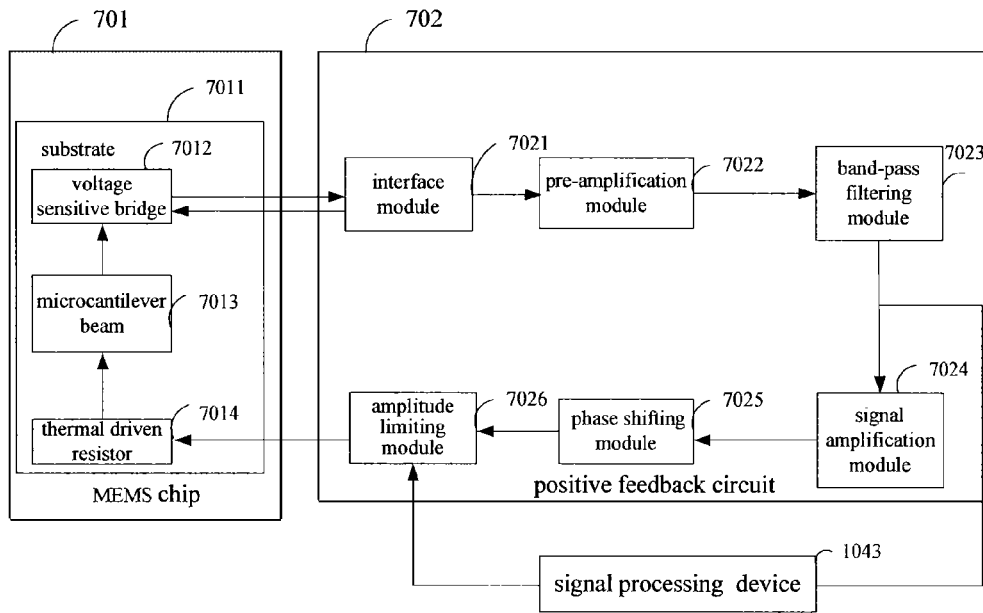 701
702
7011
substrate
7012
voltage
sensitive bridge
7021
interface
module
pre-amplification
module
7022
band-pass
filtering
module
7023
microcantilever
beam
7013
7014
thermal driven
resistor
MEMS chip
amplitude
limiting
module
7026
phase shifting
module
7025
7024
signal
amplification
module
positive feedback circuit
1043
signal processing device